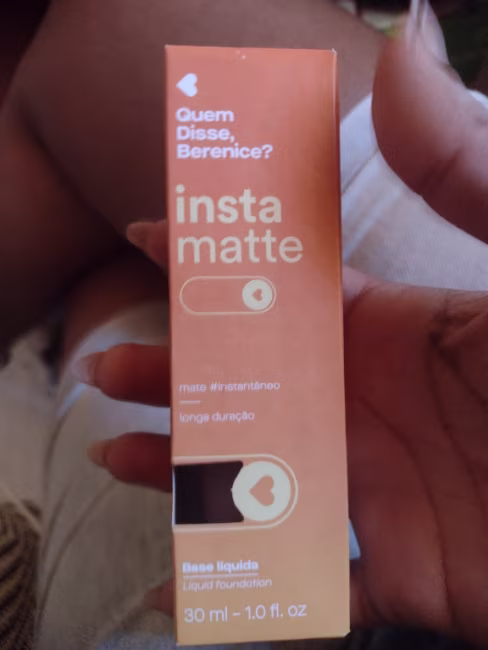 Quem
Disse,
Berenice?
insta
matte
mate #instantâneo
longa duração
Base líquida
Liquid foundation
30 ml - 1.0 fl. oz